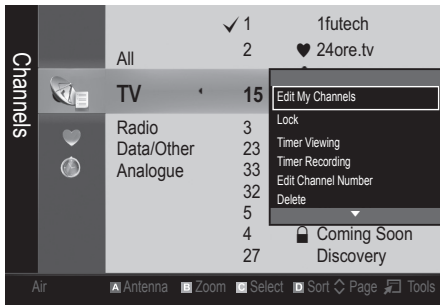 Channels
1 1futech
All 2 24ore.tv
TV 15
Edit My Channels
Lock
Timer Viewing
Timer Recording
Edit Channel Number
Delete
Radio 3
Data/Other 23
Analogue 33
32
5
4 Coming Soon
27 Discovery
Air A Antenna B Zoom C Select D Sort Page Tools